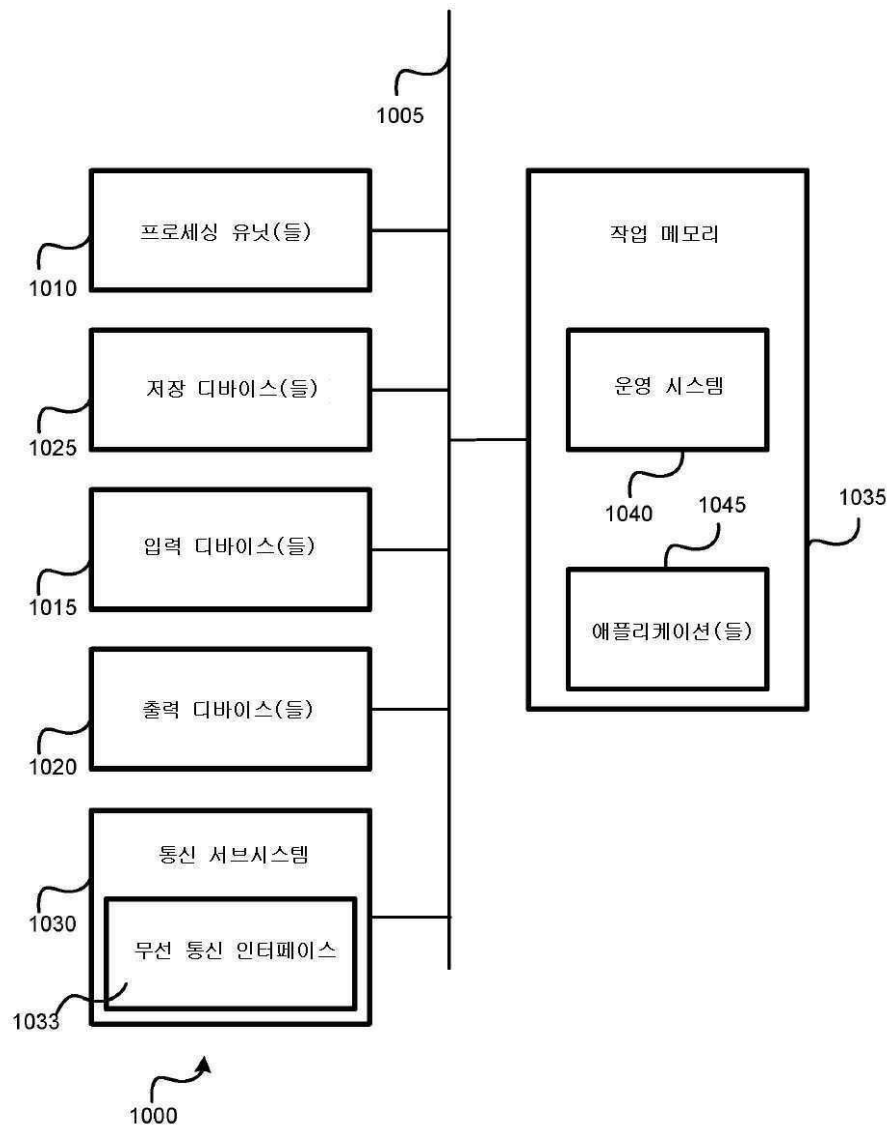 1005
프로세싱 유닛(들)
1010
저장 디바이스(들)
1025
입력 디바이스(들)
1015
출력 디바이스(들)
1020
통신 서브시스템
1030
무선 통신 인터페이스
1033
1000
작업 메모리
운영 시스템
1040
1045
1035
애플리케이션(들)